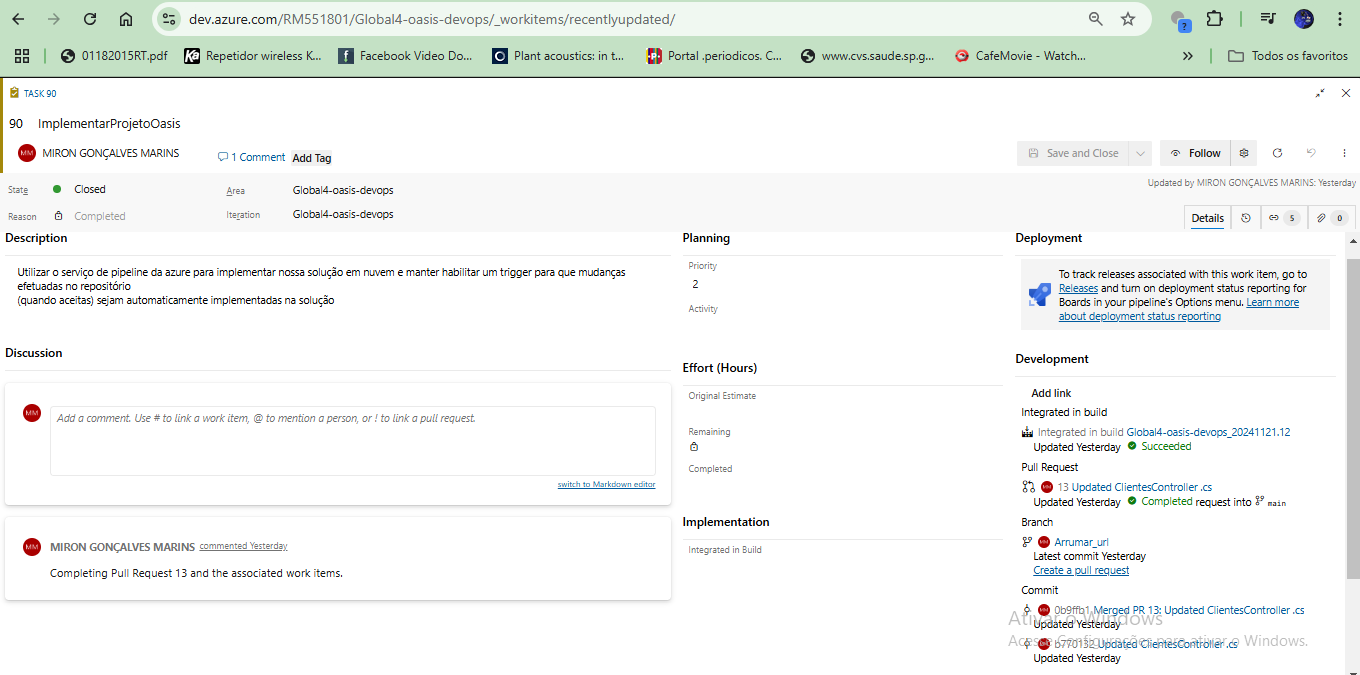 dev.azure.com/RM551801/Global4-oasis-devops/_workitems/recentlyupdated/
01182015RT.pdf
Repetidor wireless K...
Facebook Video Do...
Plant acoustics: in t...
Portal .periodicos. C...
www.cvs.saude.sp.g...
CafeMovie - Watch...
»
Todos os favoritos
TASK 90
90 ImplementarProjetoOasis
MM MIRON GONÇALVES MARINS
1 Comment
Add Tag
Save and Close
Follow
State
Closed
Area
Global4-oasis-devops
Updated by MIRON GONÇALVES MARINS: Yesterday
Reason
Completed
Iteration
Global4-oasis-devops
Details
5
0
Description
Utilizar o serviço de pipeline da azure para implementar nossa solução em nuvem e manter habilitar um trigger para que mudanças
efetuadas no repositório
(quando aceitas) sejam automaticamente implementadas na solução
Discussion
MM
Add a comment. Use # to link a work item, @ to mention a person, or ! to link a pull request.
switch to Markdown editor
MM MIRON GONÇALVES MARINS commented Yesterday
Completing Pull Request 13 and the associated work items.
Planning
Priority
2
Activity
Effort (Hours)
Original Estimate
Remaining
Completed
Implementation
Integrated in Build
Deployment
To track releases associated with this work item, go to
Releases and turn on deployment status reporting for
Boards in your pipeline's Options menu. Learn more
about deployment status reporting
Development
Add link
Integrated in build
Integrated in build Global4-oasis-devops_20241121.12
Updated Yesterday Succeeded
Pull Request
MM 13 Updated ClientesController .cs
Updated Yesterday Completed request into main
Branch
MM Arrumar_url
Latest commit Yesterday
Create a pull request
Commit
MM 0b9ffb1 Merged PR 13: Updated ClientesController .cs
Updated Yesterday
MM b770132 Updated ClientesController .cs
Updated Yesterday
Ativar o Windows
Acesse Configurações para ativar o Windows.